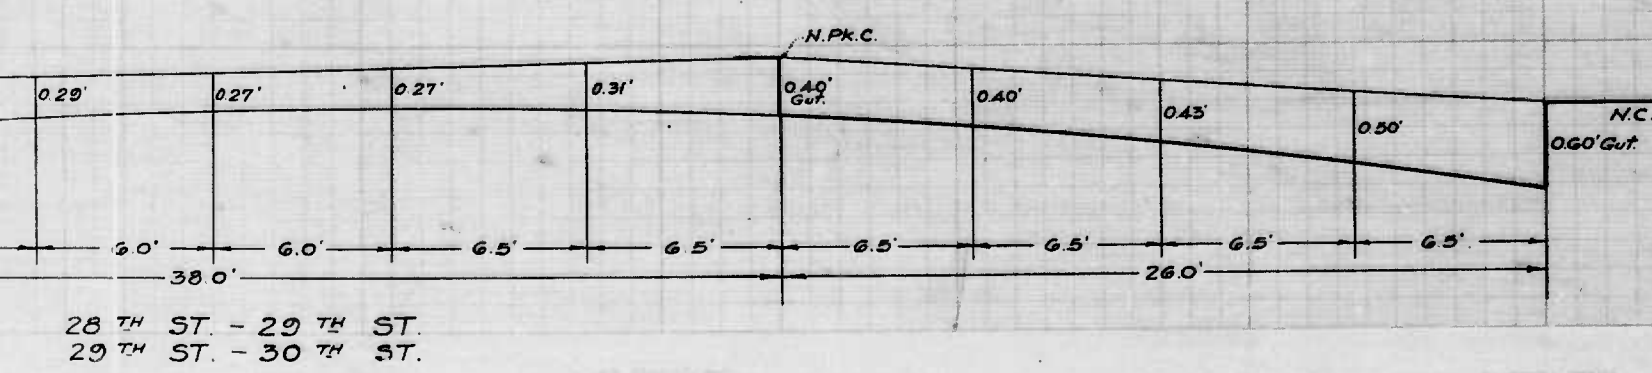 N.Pk.C.
0.29' 0.27' 0.27' 0.31' 0.40' Gut. 0.40' 0.43' 0.50' N.C.
0.60' Gut.
6.0' 6.0' 6.5' 6.5' 6.5' 6.5' 6.5' 6.5'
38.0' 26.0'
28 TH ST. - 29 TH ST.
29 TH ST. - 30 TH ST.